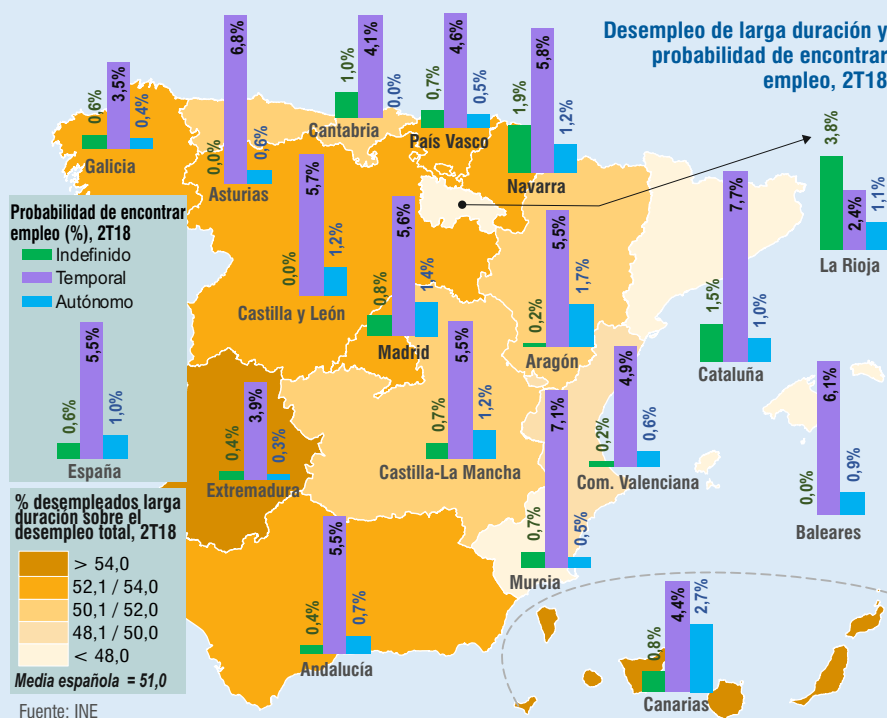 Desempleo de larga duración y
probabilidad de encontrar
empleo, 2T18
0,6%
3,5%
0,4%
Galicia
0,0%
6,8%
0,6%
Asturias
1,0%
4,1%
0,0%
Cantabria
0,7%
4,6%
0,5%
País Vasco
1,9%
5,8%
1,2%
Navarra
3,8%
2,4%
1,1%
La Rioja
0,0%
5,7%
1,2%
Castilla y León
0,8%
5,6%
1,4%
Madrid
0,2%
5,5%
1,7%
Aragón
1,5%
7,7%
1,0%
Cataluña
Probabilidad de encontrar
empleo (%), 2T18
Indefinido
Temporal
Autónomo
0,6%
5,5%
1,0%
España
0,4%
3,9%
0,3%
Extremadura
0,7%
5,5%
1,2%
Castilla-La Mancha
0,2%
4,9%
0,6%
Com. Valenciana
0,0%
6,1%
0,9%
Baleares
0,7%
7,1%
0,5%
Murcia
0,4%
5,5%
0,7%
Andalucía
0,8%
4,4%
2,7%
Canarias
% desempleados larga
duración sobre el
desempleo total, 2T18
> 54,0
52,1 / 54,0
50,1 / 52,0
48,1 / 50,0
< 48,0
Media española = 51,0
Fuente: INE